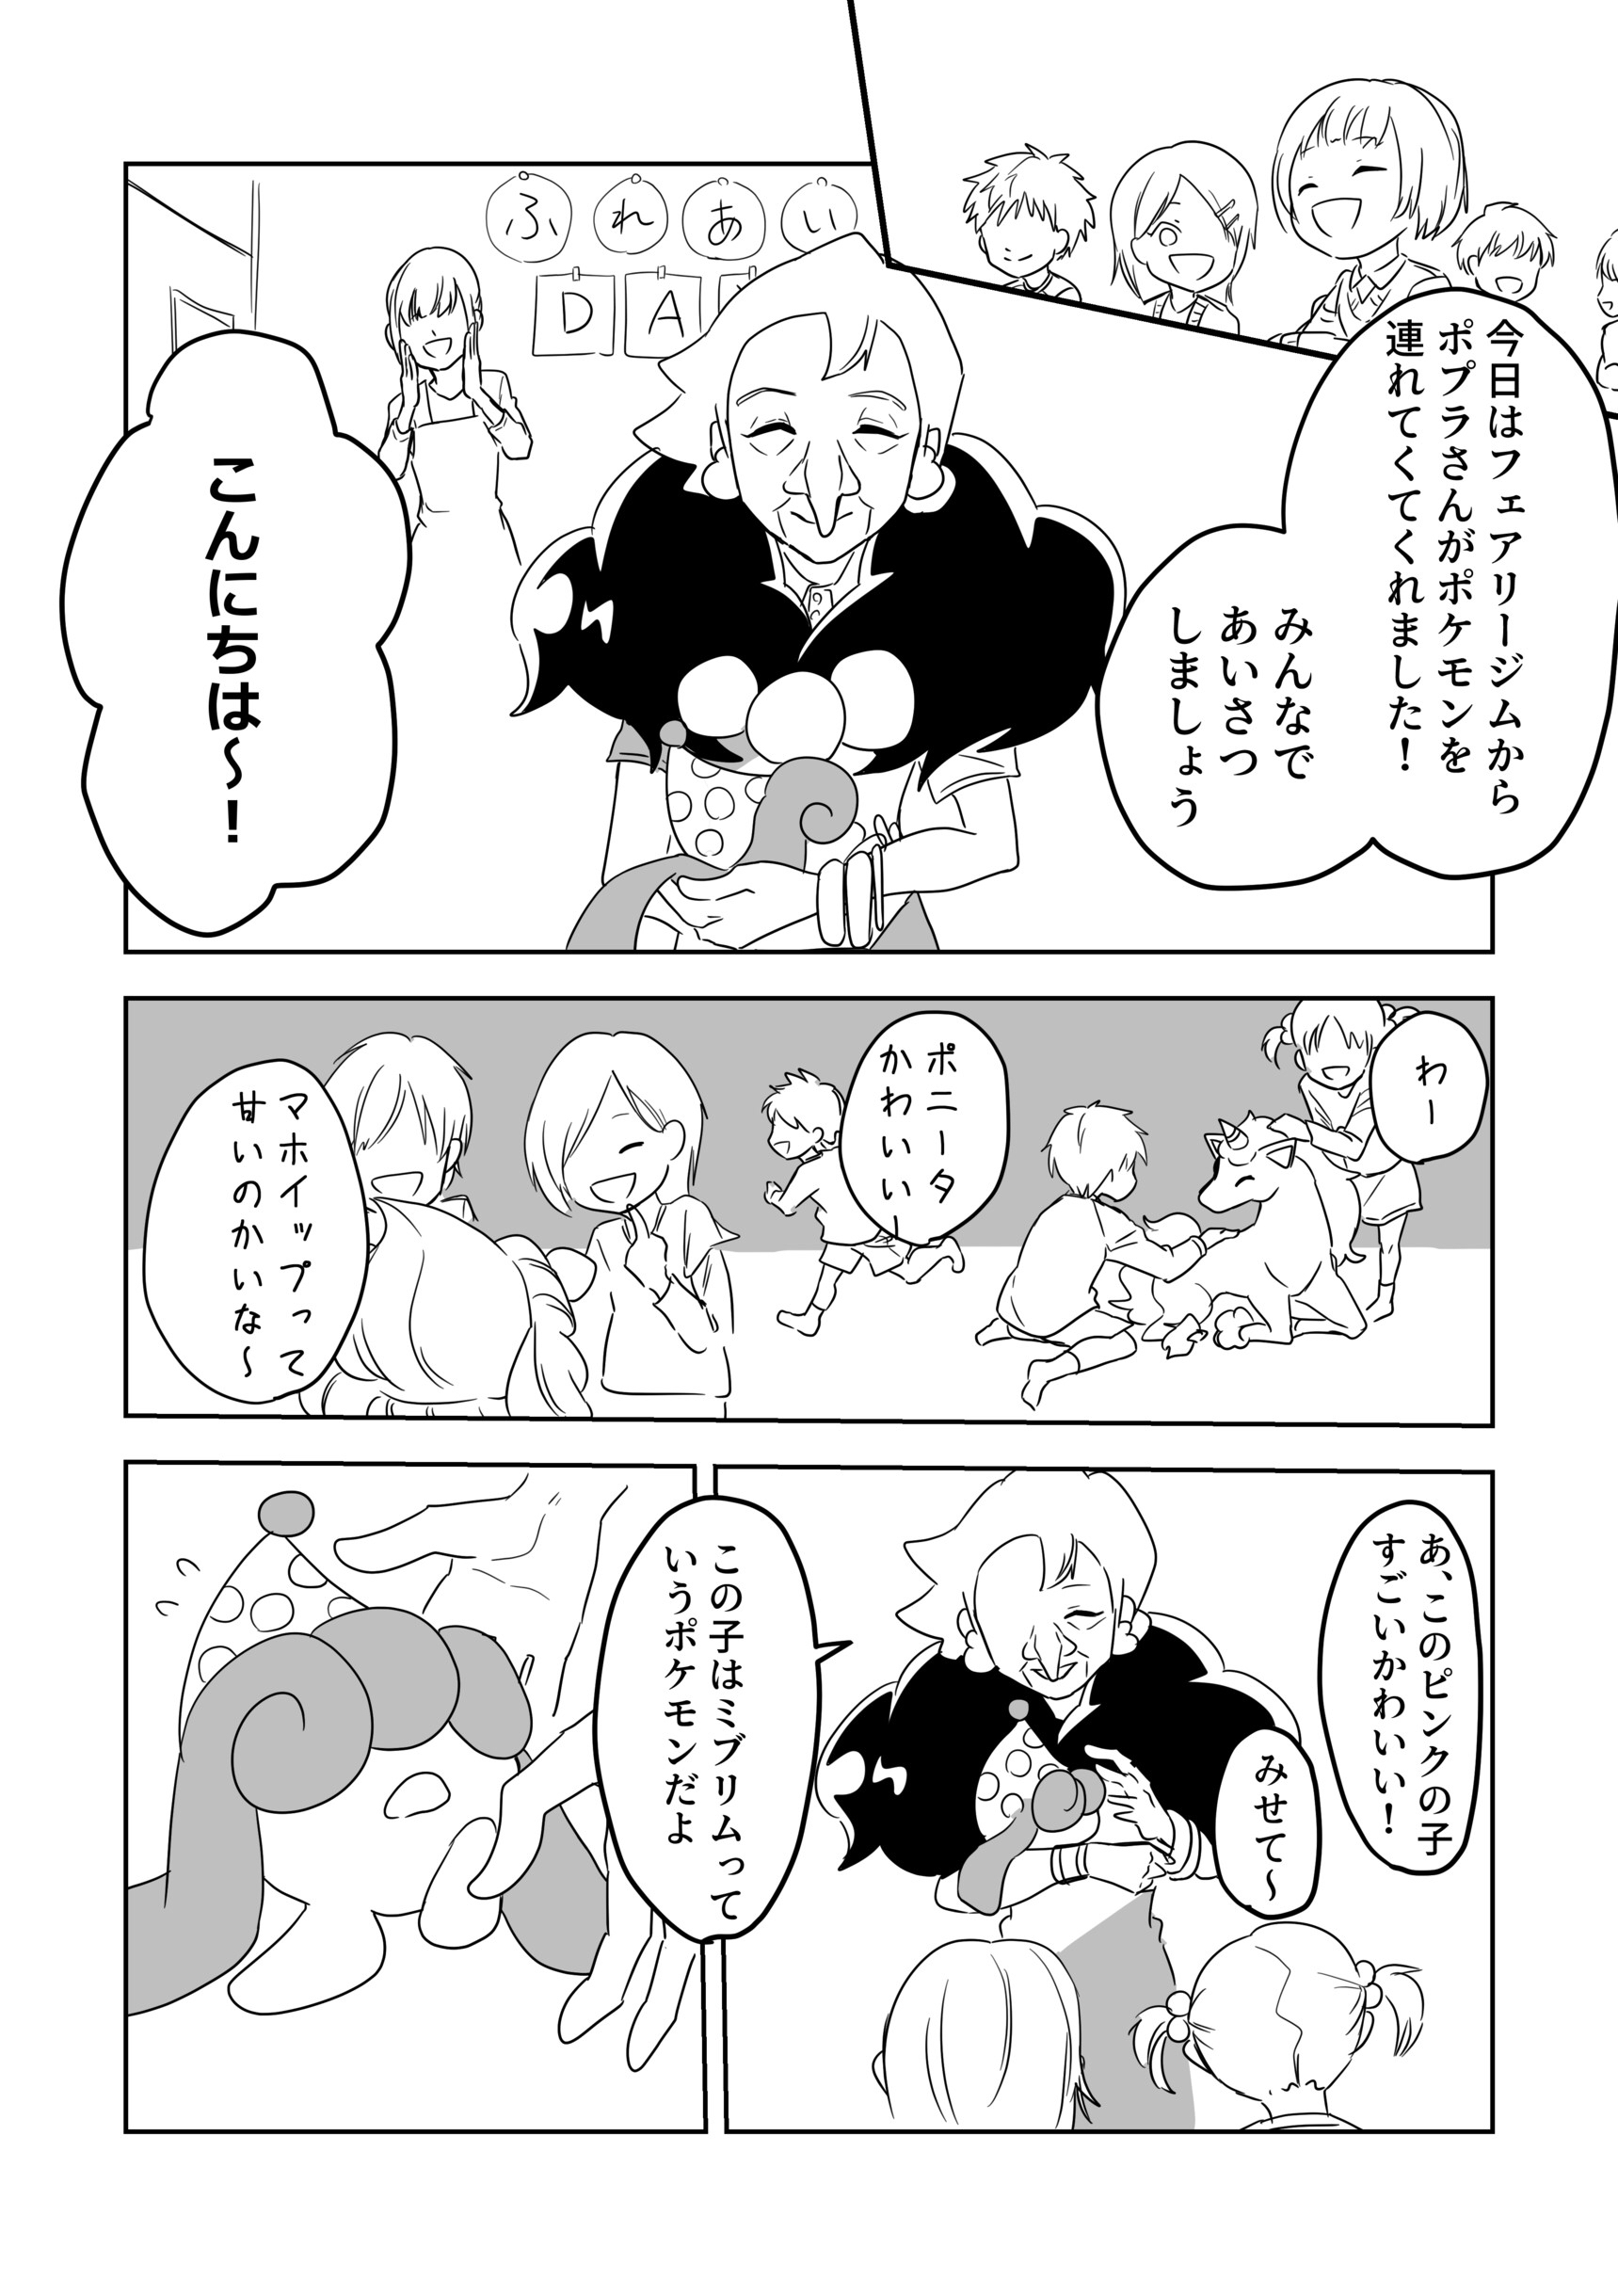 今日はフェアリージムから
ポプラさんがポケモンを
連れてくてくれました！
みんなで
あいさつ
しましょう
ふれあい
DAY
こんにちは〜！
わー
ポニータ
かわいいー
マホイップって
甘いのかいな〜
あ、このピンクの子
すごいかわいい！
みせて〜
この子はミブリムって
いうポケモンだよ